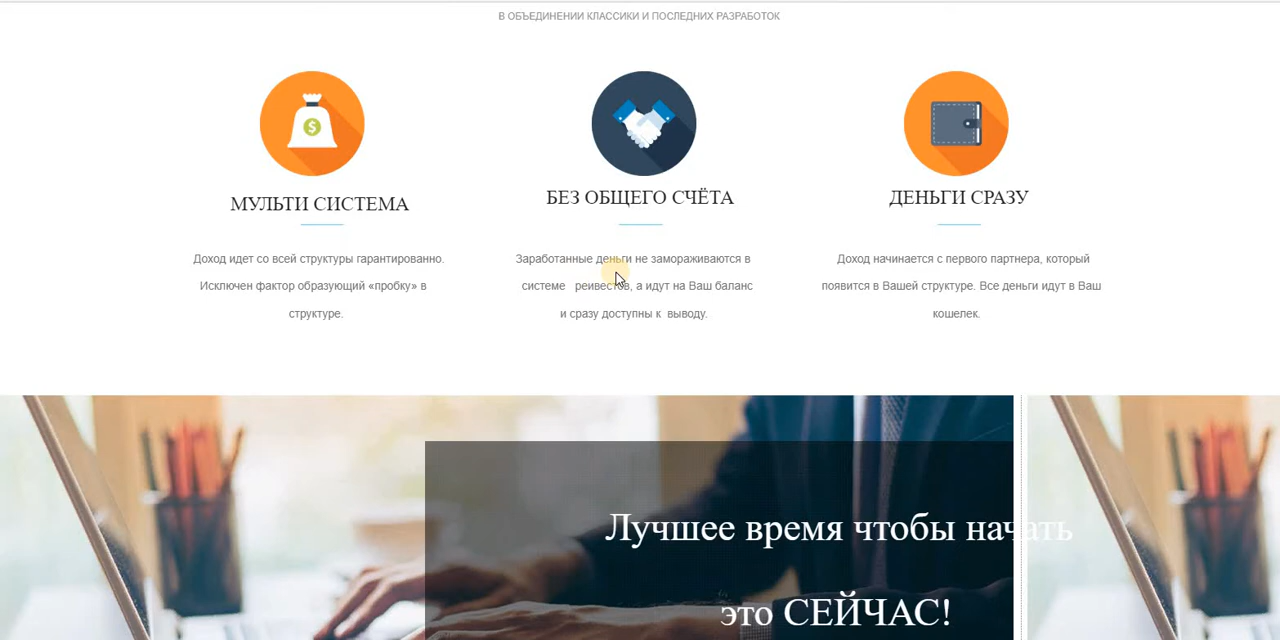 В ОБЪЕДИНЕНИИ КЛАССИКИ И ПОСЛЕДНИХ РАЗРАБОТОК
МУЛЬТИ СИСТЕМА
Доход идет со всей структуры гарантированно.
Исключен фактор образующий «пробку» в
структуре.
БЕЗ ОБЩЕГО СЧЁТА
Заработанные деньги не замораживаются в
системе реивестов, а идут на Ваш баланс
и сразу доступны к выводу.
ДЕНЬГИ СРАЗУ
Доход начинается с первого партнера, который
появится в Вашей структуре. Все деньги идут в Ваш
кошелек.
Лучшее время чтобы начать
это СЕЙЧАС!